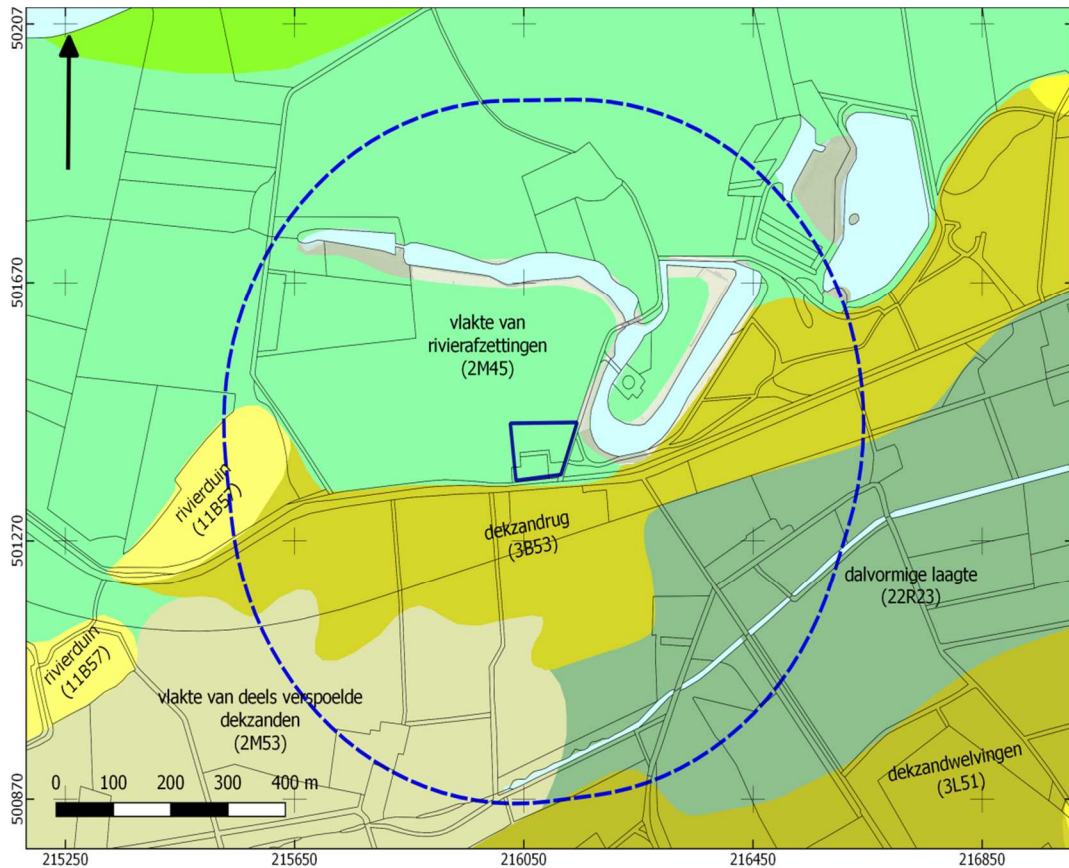 50207
501670
501270
500870
vlakte van
rivierafzettingen
(2M45)
rivierduin
(11B57)
dekzandrug
(3B53)
dalvormige laagte
(22R23)
rivierduin
(11B57)
vlakte van deels verspoelde
dekzanden
(2M53)
dekzandwelvingen
(3L51)
0 100 200 300 400 m
215250 215650 216050 216450 216850